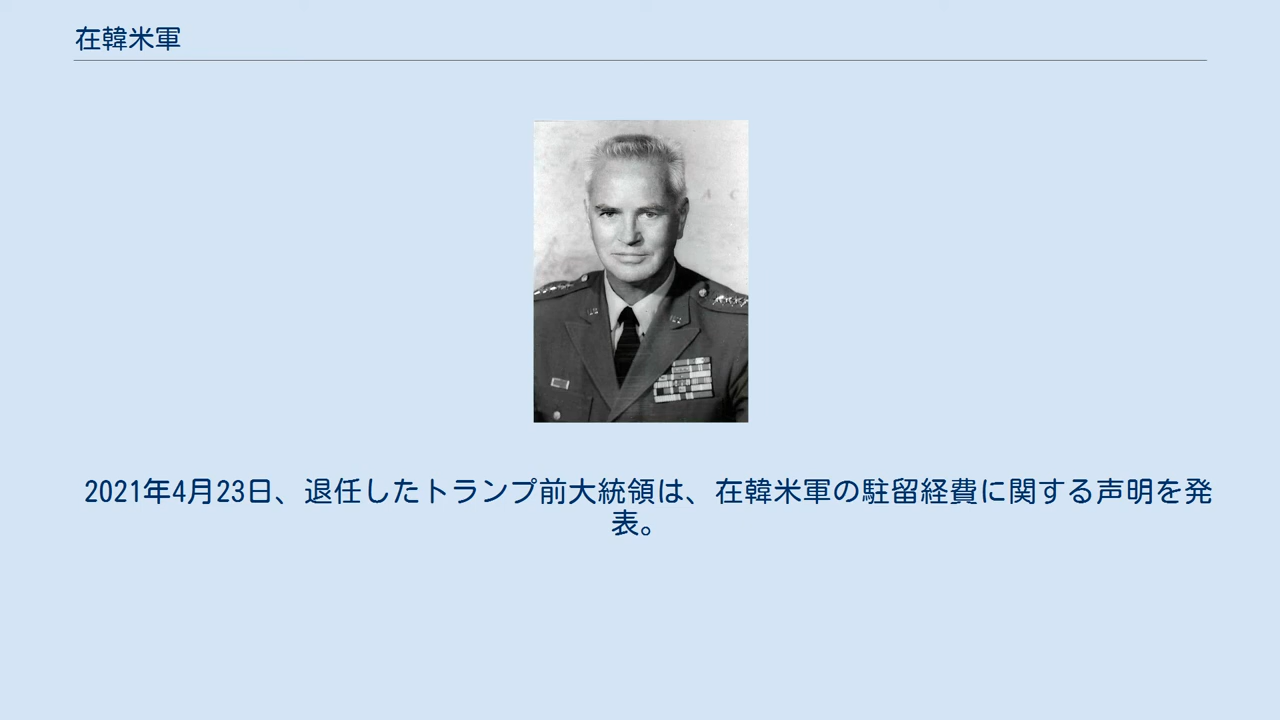 在韓米軍
2021年4月23日、退任したトランプ前大統領は、在韓米軍の駐留経費に関する声明を発
表。